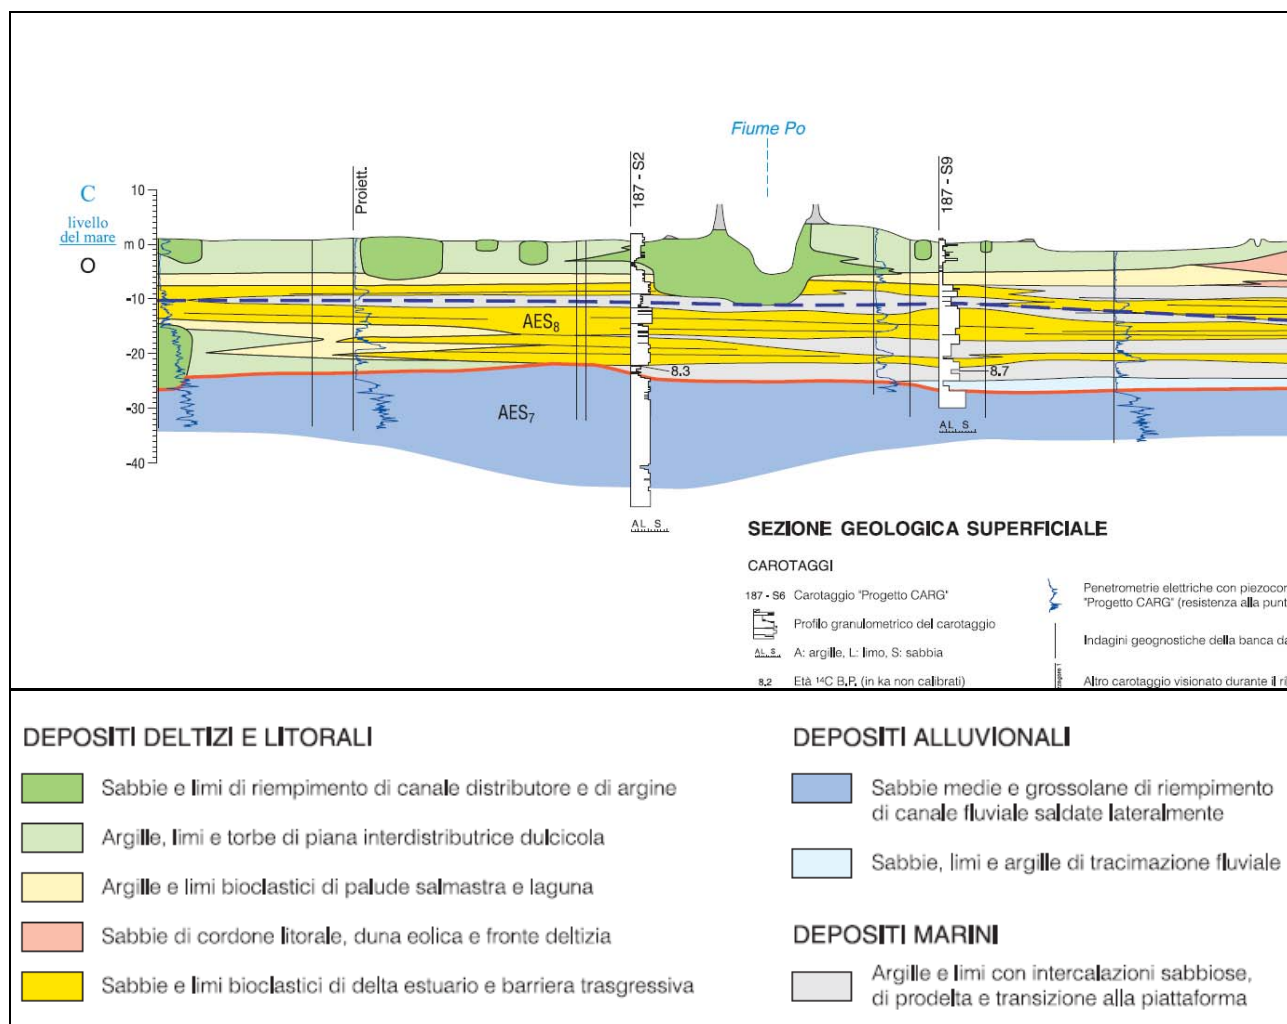 Fiume Po
187 - S2
187 - S9
Proiett.
C
livello
del mare
O
10
m 0
-10
-20
-30
-40
AES8
AES7
8.3
8.7
A L S
A L S
SEZIONE GEOLOGICA SUPERFICIALE
CAROTAGGI
187 - S6 Carotaggio "Progetto CARG"
Profilo granulometrico del carotaggio
A L S A: argille, L: limo, S: sabbia
8.2 Età 14C B.P. (in ka non calibrati)
Penetrometrie elettriche con piezocor
"Progetto CARG" (resistenza alla punt
Indagini geognostiche della banca da
Altro carotaggio visionato durante il ri
DEPOSITI DELTIZI E LITORALI
Sabbie e limi di riempimento di canale distributore e di argine
Argille, limi e torbe di piana interdistributrice dulcicola
Argille e limi bioclastici di palude salmastra e laguna
Sabbie di cordone litorale, duna eolica e fronte deltizia
Sabbie e limi bioclastici di delta estuario e barriera trasgressiva
DEPOSITI ALLUVIONALI
Sabbie medie e grossolane di riempimento
di canale fluviale saldate lateralmente
Sabbie, limi e argille di tracimazione fluviale
DEPOSITI MARINI
Argille e limi con intercalazioni sabbiose,
di prodelta e transizione alla piattaforma